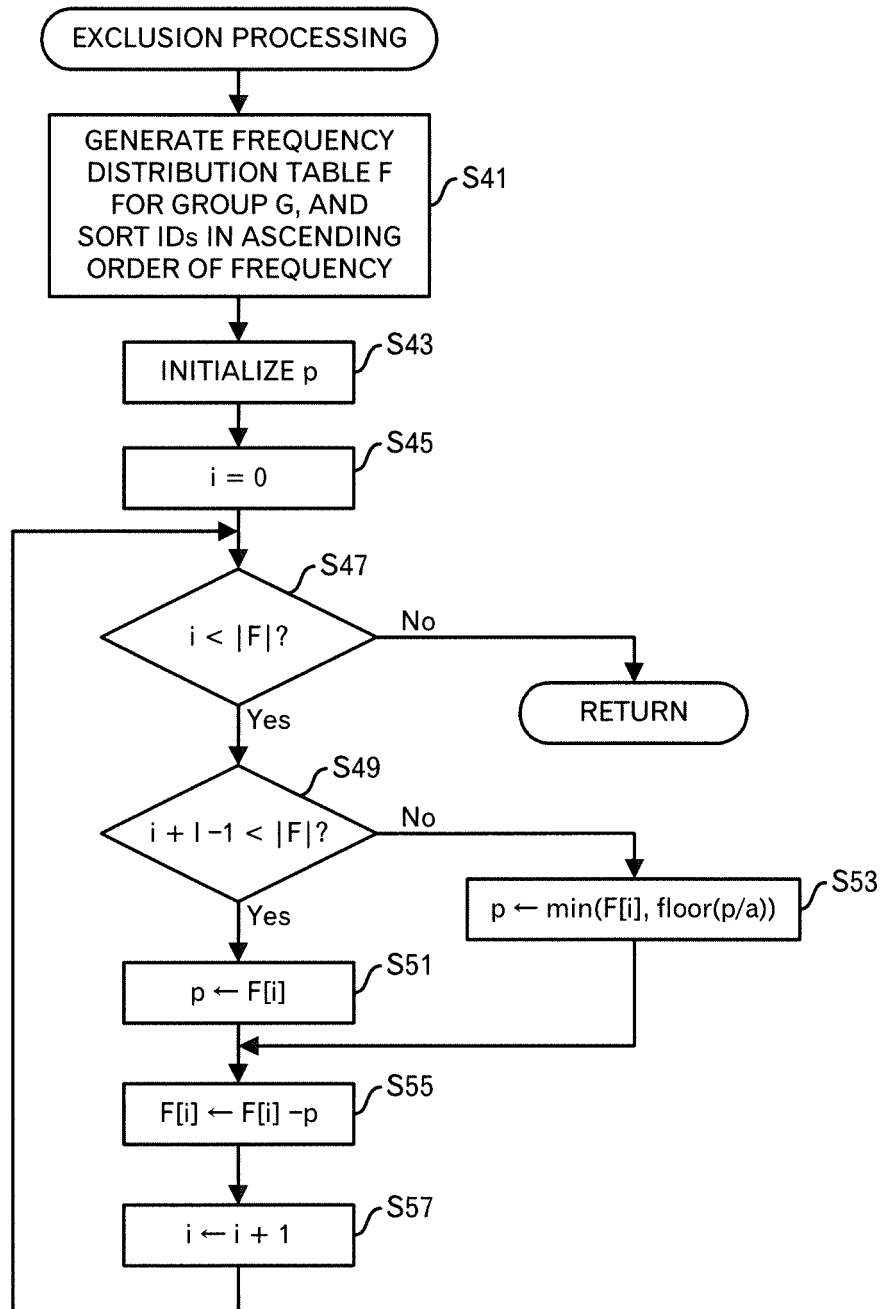 EXCLUSION PROCESSING
GENERATE FREQUENCY
DISTRIBUTION TABLE F
FOR GROUP G, AND
SORT IDs IN ASCENDING
ORDER OF FREQUENCY
S41
INITIALIZE p
S43
i = 0
S45
i < |F|?
S47
No
RETURN
Yes
i + l -1 < |F|?
S49
No
p ← min(F[i], floor(p/a))
S53
Yes
p ← F[i]
S51
F[i] ← F[i] -p
S55
i ← i + 1
S57